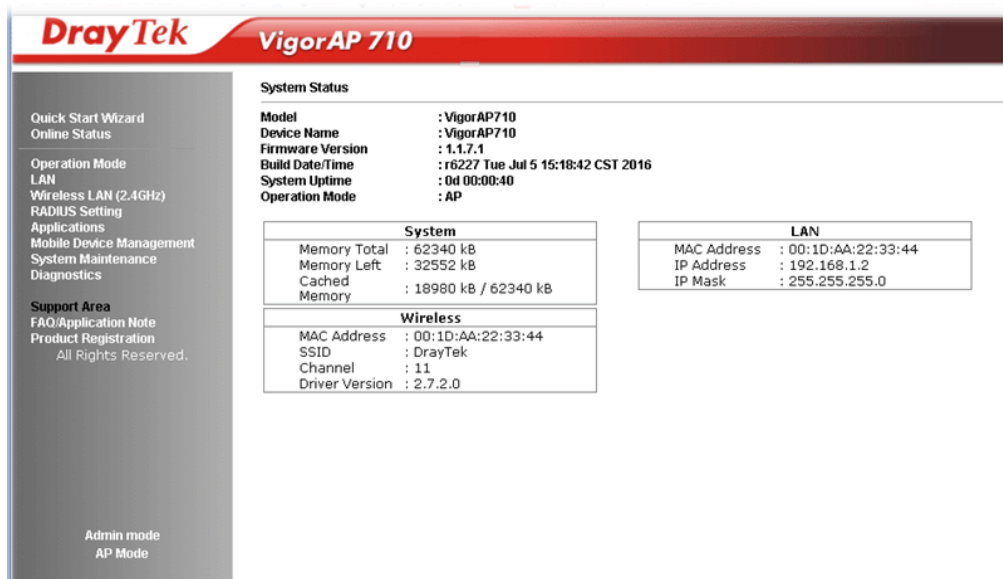 DrayTek
VigorAP 710
Quick Start Wizard
Online Status
Operation Mode
LAN
Wireless LAN (2.4GHz)
RADIUS Setting
Applications
Mobile Device Management
System Maintenance
Diagnostics
Support Area
FAQ/Application Note
Product Registration
All Rights Reserved.
Admin mode
AP Mode
System Status
Model : VigorAP710
Device Name : VigorAP710
Firmware Version : 1.1.7.1
Build Date/Time : r6227 Tue Jul 5 15:18:42 CST 2016
System Uptime : 0d 00:00:40
Operation Mode : AP
System
Memory Total : 62340 kB
Memory Left : 32552 kB
Cached
Memory : 18980 kB / 62340 kB
Wireless
MAC Address : 00:1D:AA:22:33:44
SSID : DrayTek
Channel : 11
Driver Version : 2.7.2.0
LAN
MAC Address : 00:1D:AA:22:33:44
IP Address : 192.168.1.2
IP Mask : 255.255.255.0